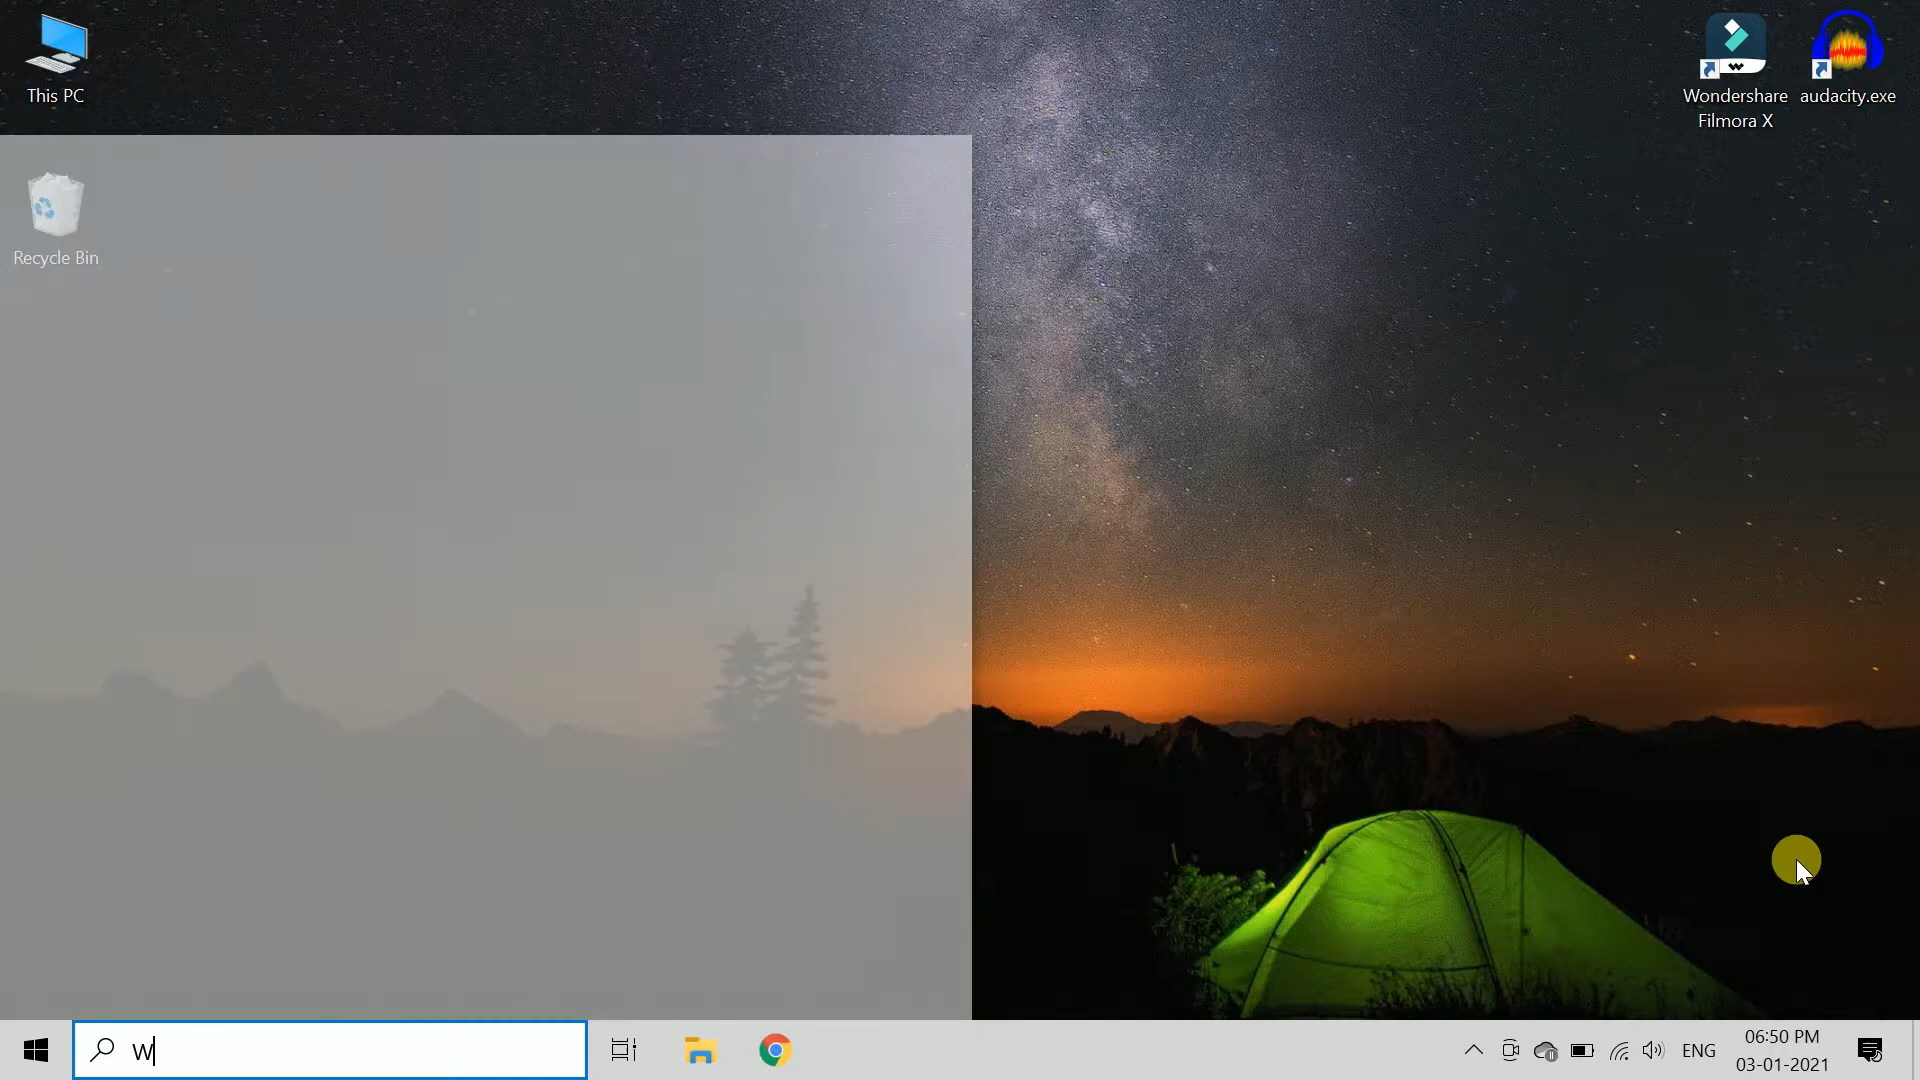 This PC
Wondershare
Filmora X
audacity.exe
Recycle Bin
W
ENG
06:50 PM
03-01-2021